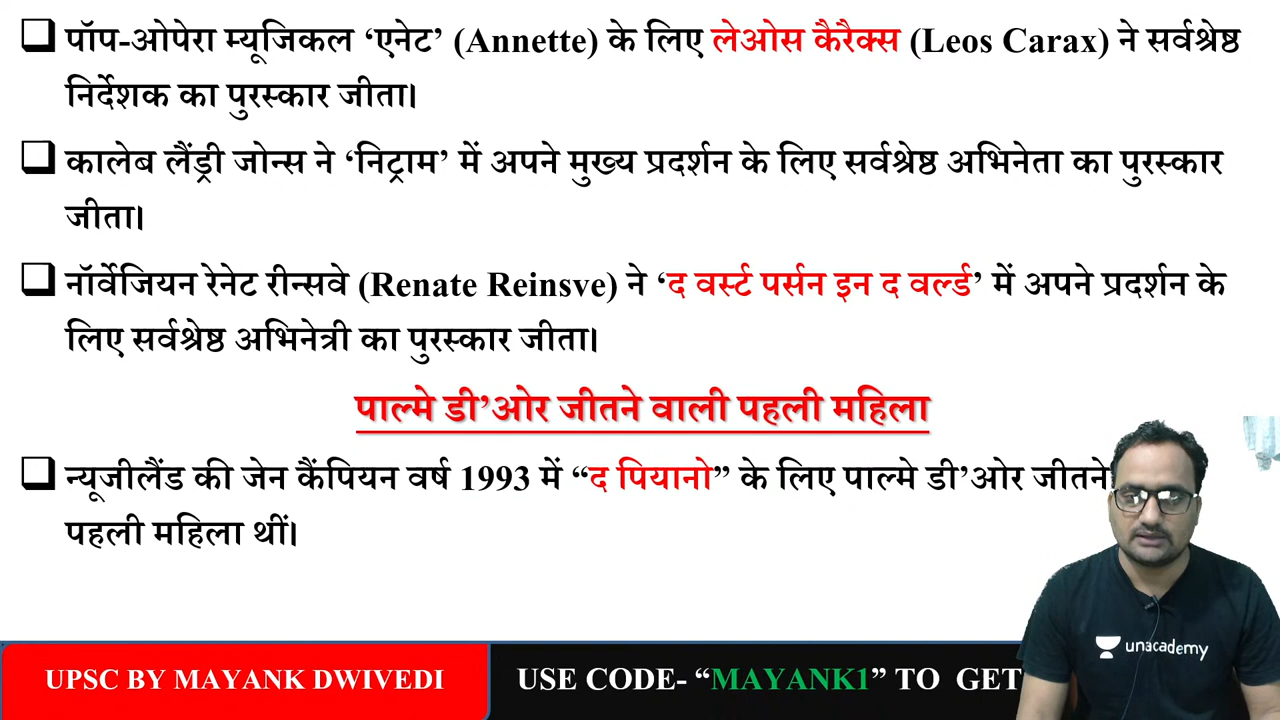 पॉप-ओपेरा म्यूजिकल ‘एनेट’ (Annette) के लिए लेओस कैरैक्स (Leos Carax) ने सर्वश्रेष्ठ
निर्देशक का पुरस्कार जीता।
कालेब लैंड्री जोन्स ने ‘निट्राम’ में अपने मुख्य प्रदर्शन के लिए सर्वश्रेष्ठ अभिनेता का पुरस्कार
जीता।
नॉर्वेजियन रेनेट रीन्सवे (Renate Reinsve) ने ‘द वर्स्ट पर्सन इन द वर्ल्ड’ में अपने प्रदर्शन के
लिए सर्वश्रेष्ठ अभिनेत्री का पुरस्कार जीता।
पाल्मे डी’ओर जीतने वाली पहली महिला
न्यूजीलैंड की जेन कैंपियन वर्ष 1993 में “द पियानो” के लिए पाल्मे डी’ओर जीतने
पहली महिला थीं।
unacademy
UPSC BY MAYANK DWIVEDI
USE CODE- “MAYANK1” TO GET